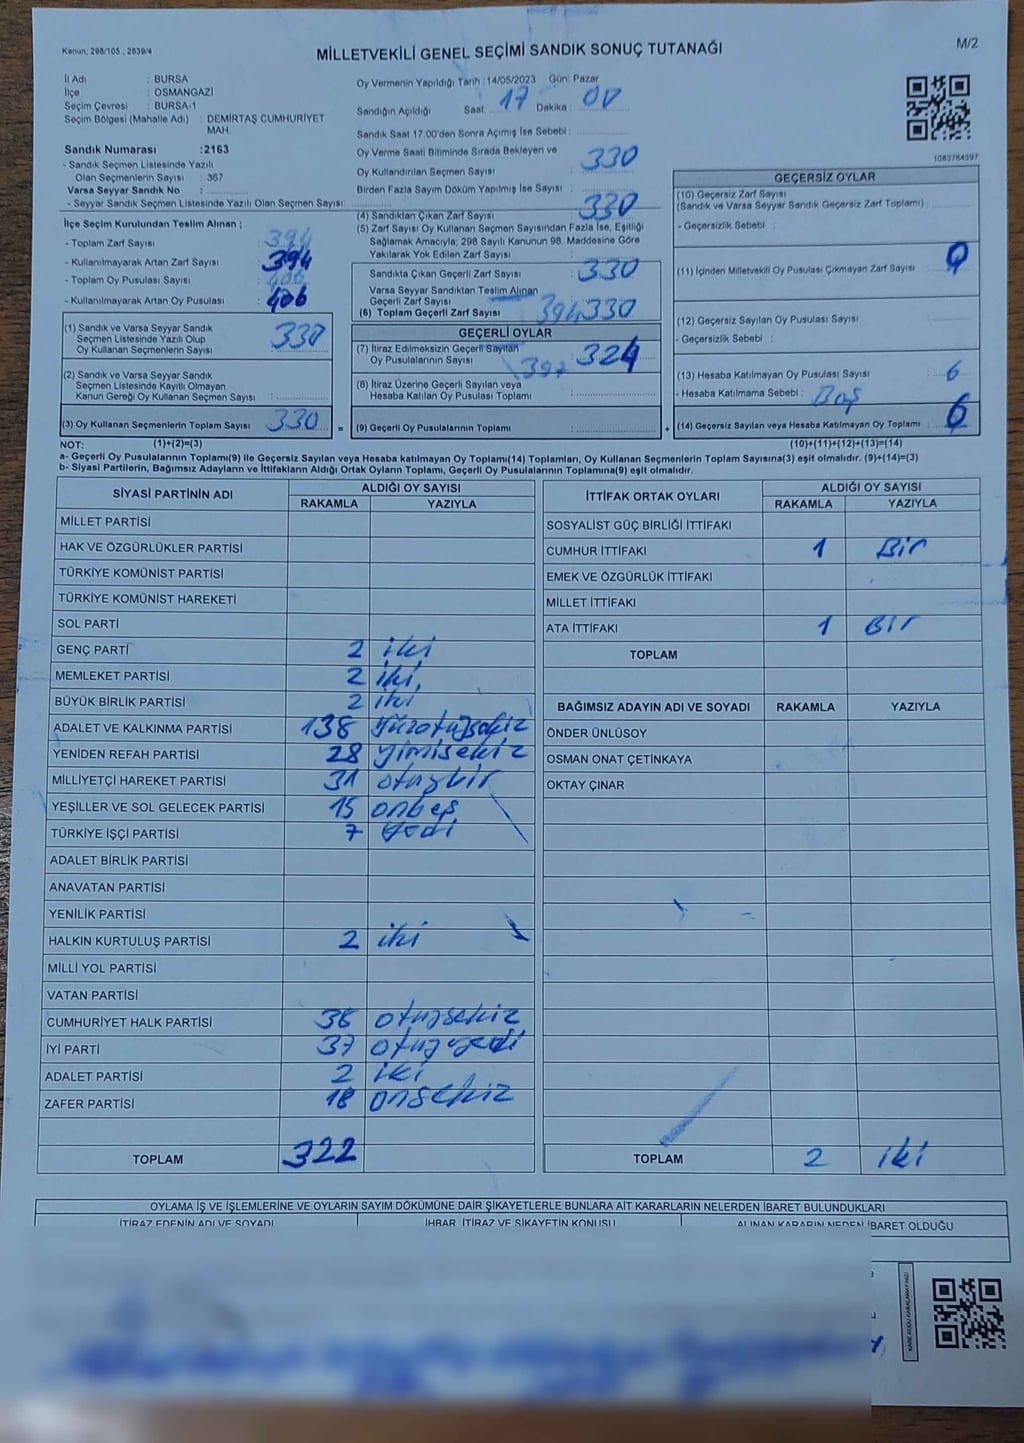 Kanun; 298/105 , 2839/4
MİLLETVEKİLİ GENEL SEÇİMİ SANDIK SONUÇ TUTANAĞI
M/2
İl Adı : BURSA
İlçe : OSMANGAZİ
Seçim Çevresi : BURSA-1
Seçim Bölgesi (Mahalle Adı) : DEMİRTAŞ CUMHURİYET
MAH.
Sandık Numarası :2163
- Sandık Seçmen Listesinde Yazılı
Olan Seçmenlerin Sayısı : 367
Varsa Seyyar Sandık No :
- Seyyar Sandık Seçmen Listesinde Yazılı Olan Seçmen Sayısı:
Oy Vermenin Yapıldığı Tarih :14/05/2023 Gün: Pazar
Sandığın Açıldığı Saat: 17 Dakika : 00
Sandık Saat 17.00'den Sonra Açımış İse Sebebi :
Oy Verme Saati Bitiminde Sırada Bekleyen ve
Oy Kullandırılan Seçmen Sayısı : 330
Birden Fazla Sayım Döküm Yapılmış İse Sayısı :
1083764397
İlçe Seçim Kurulundan Teslim Alınan ;
- Toplam Zarf Sayısı : 394
- Kullanılmayarak Artan Zarf Sayısı : 394
- Toplam Oy Pusulası Sayısı : 406
- Kullanılmayarak Artan Oy Pusulası : 406
(1) Sandık ve Varsa Seyyar Sandık
Seçmen Listesinde Yazılı Olup
Oy Kullanan Seçmenlerin Sayısı : 330
(2) Sandık ve Varsa Seyyar Sandık
Seçmen Listesinde Kayıtlı Olmayan
Kanun Gereği Oy Kullanan Seçmen Sayısı :
(3) Oy Kullanan Seçmenlerin Toplam Sayısı : 330 =
(4) Sandıktan Çıkan Zarf Sayısı : 330
(5) Zarf Sayısı Oy Kullanan Seçmen Sayısından Fazla İse, Eşitliği
Sağlamak Amacıyla; 298 Sayılı Kanunun 98. Maddesine Göre
Yakılarak Yok Edilen Zarf Sayısı :
Sandıkta Çıkan Geçerli Zarf Sayısı : 330
Varsa Seyyar Sandıktan Teslim Alınan
Geçerli Zarf Sayısı :
(6) Toplam Geçerli Zarf Sayısı : 394 330
GEÇERLİ OYLAR
(7) İtiraz Edilmeksizin Geçerli Sayılan
Oy Pusulalarının Sayısı : 397 324
(8) İtiraz Üzerine Geçerli Sayılan veya
Hesaba Katılan Oy Pusulası Toplamı :
(9) Geçerli Oy Pusulalarının Toplamı : +
GEÇERSİZ OYLAR
(10) Geçersiz Zarf Sayısı
(Sandık ve Varsa Seyyar Sandık Geçersiz Zarf Toplamı) :
- Geçersizlik Sebebi :
(11) İçinden Milletvekili Oy Pusulası Çıkmayan Zarf Sayısı :
(12) Geçersiz Sayılan Oy Pusulası Sayısı :
- Geçersizlik Sebebi :
(13) Hesaba Katılmayan Oy Pusulası Sayısı : 6
- Hesaba Katılmama Sebebi : Boş
(14) Geçersiz Sayılan veya Hesaba Katılmayan Oy Toplamı : 6
NOT: (1)+(2)=(3) (10)+(11)+(12)+(13)=(14)
a- Geçerli Oy Pusulalarının Toplamı(9) ile Geçersiz Sayılan veya Hesaba katılmayan Oy Toplamı(14) Toplamları, Oy Kullanan Seçmenlerin Toplam Sayısına(3) eşit olmalıdır. (9)+(14)=(3)
b- Siyasi Partilerin, Bağımsız Adayların ve İttifakların Aldığı Ortak Oyların Toplamı, Geçerli Oy Pusulalarının Toplamına(9) eşit olmalıdır.
SİYASİ PARTİNİN ADI ALDIĞI OY SAYISI
RAKAMLA YAZIYLA
MİLLET PARTİSİ
HAK VE ÖZGÜRLÜKLER PARTİSİ
TÜRKİYE KOMÜNİST PARTİSİ
TÜRKİYE KOMÜNİST HAREKETİ
SOL PARTİ
GENÇ PARTİ 2 iki
MEMLEKET PARTİSİ 2 iki
BÜYÜK BİRLİK PARTİSİ 2 iki
ADALET VE KALKINMA PARTİSİ 138 yüzotuzsekiz
YENİDEN REFAH PARTİSİ 28 yimisekiz
MİLLİYETÇİ HAREKET PARTİSİ 31 otuzbir
YEŞİLLER VE SOL GELECEK PARTİSİ 15 onbeş
TÜRKİYE İŞÇİ PARTİSİ 7 yedi
ADALET BİRLİK PARTİSİ
ANAVATAN PARTİSİ
YENİLİK PARTİSİ
HALKIN KURTULUŞ PARTİSİ 2 iki
MİLLİ YOL PARTİSİ
VATAN PARTİSİ
CUMHURİYET HALK PARTİSİ 38 otuzsekiz
İYİ PARTİ 37 otuzyedi
ADALET PARTİSİ 2 iki
ZAFER PARTİSİ 18 onsekiz
TOPLAM 322
İTTİFAK ORTAK OYLARI ALDIĞI OY SAYISI
RAKAMLA YAZIYLA
SOSYALİST GÜÇ BİRLİĞİ İTTİFAKI
CUMHUR İTTİFAKI 1 Bir
EMEK VE ÖZGÜRLÜK İTTİFAKI
MİLLET İTTİFAKI
ATA İTTİFAKI 1 Bir
TOPLAM
BAĞIMSIZ ADAYIN ADI VE SOYADI RAKAMLA YAZIYLA
ÖNDER ÜNLÜSOY
OSMAN ONAT ÇETİNKAYA
OKTAY ÇINAR
TOPLAM 2 iki
OYLAMA İŞ VE İŞLEMLERİNE VE OYLARIN SAYIM DÖKÜMÜNE DAİR ŞİKAYETLERLE BUNLARA AİT KARARLARIN NELERDEN İBARET BULUNDUKLARI
İTİRAZ EDENİN ADI VE SOYADI İHBAR, İTİRAZ VE ŞİKAYETİN KONUSU ALINAN KARARIN NEDEN İBARET OLDUĞU